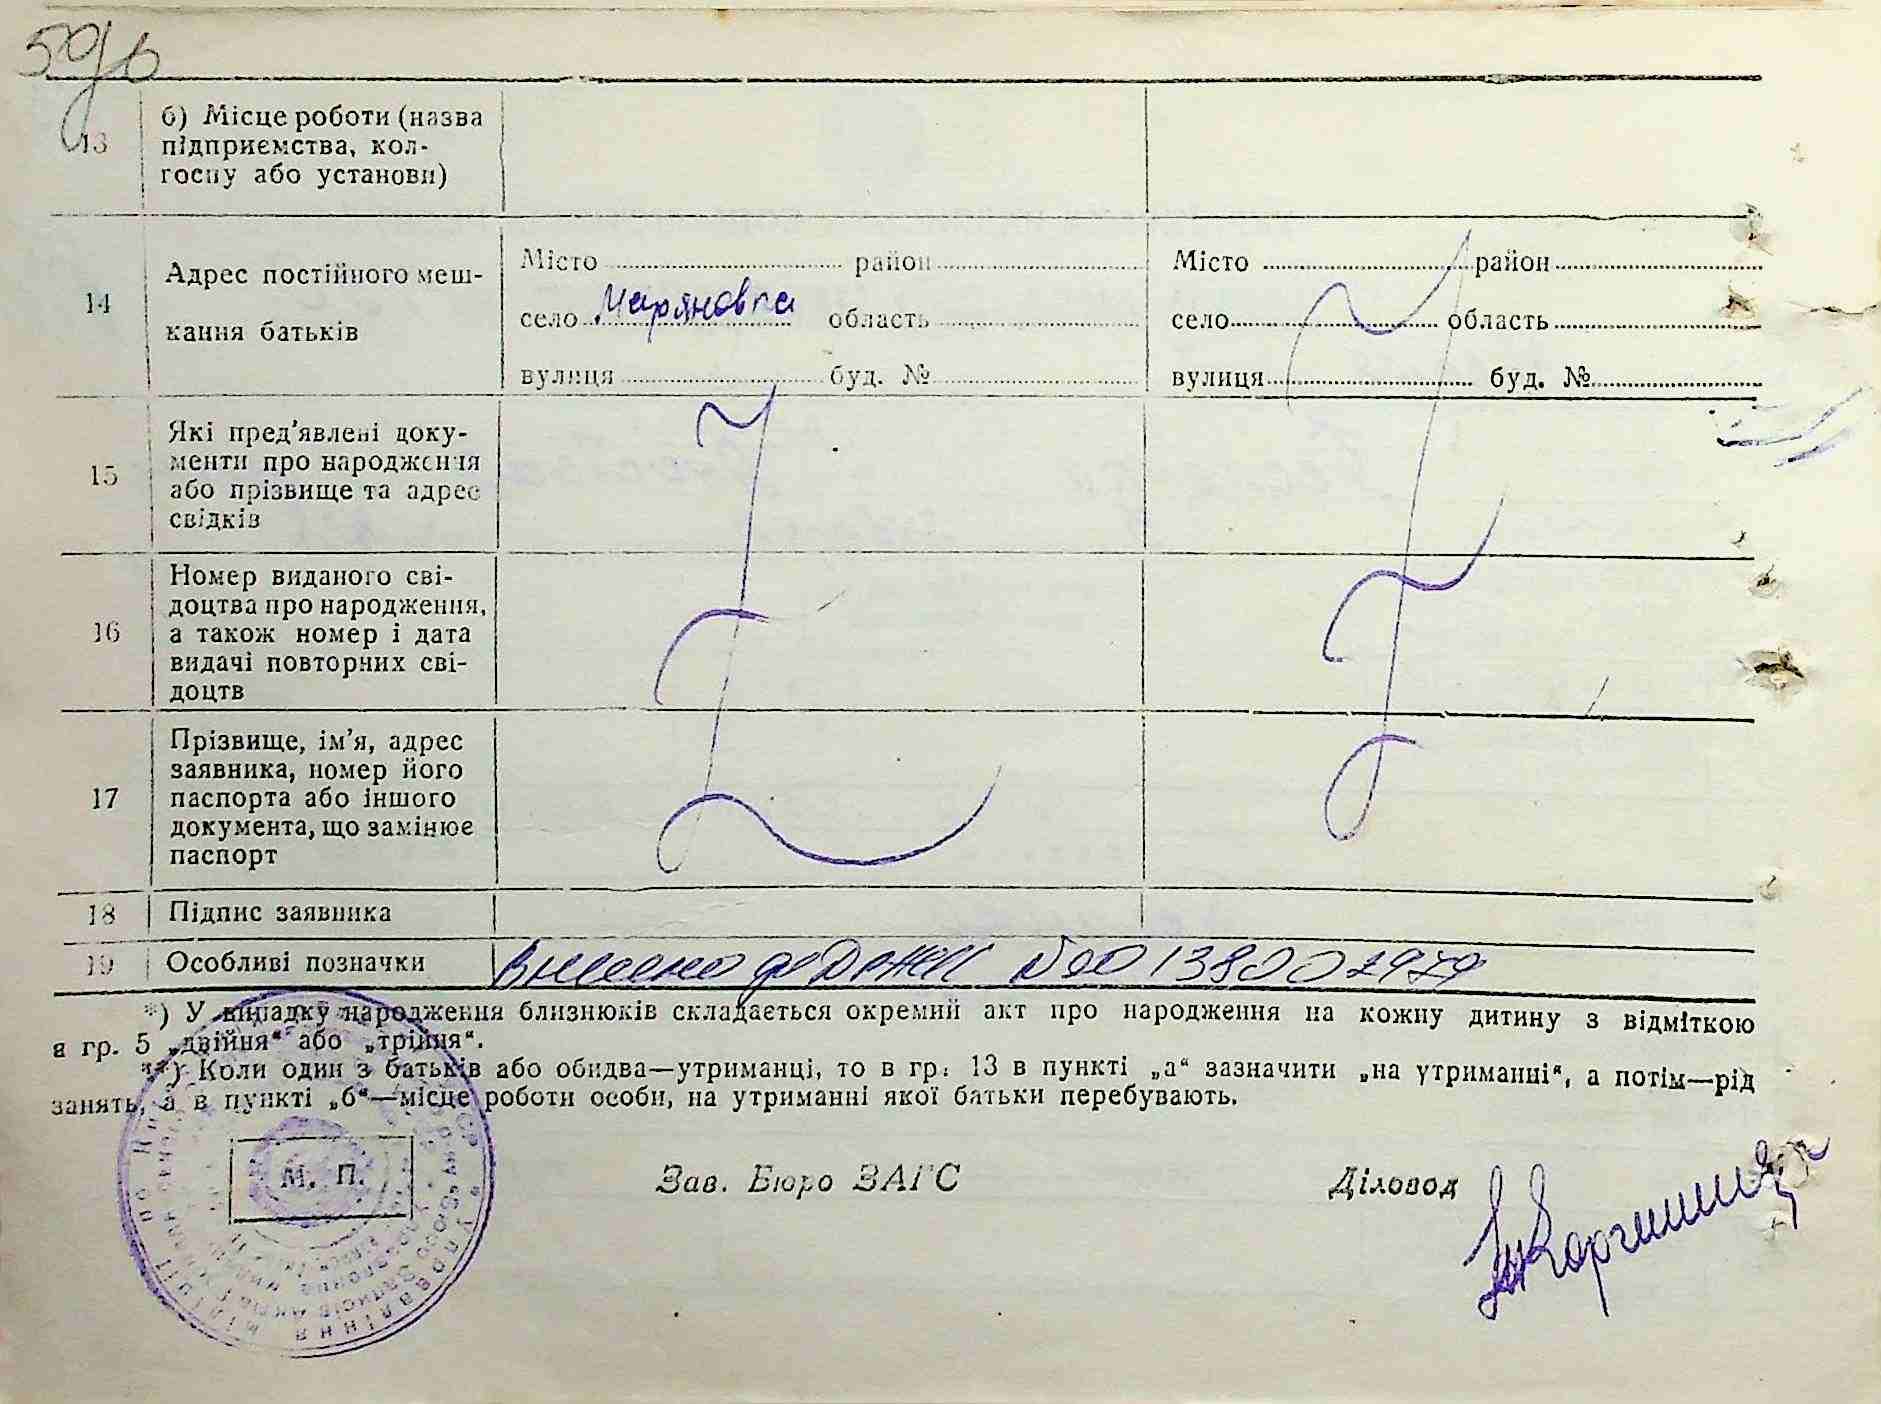 13
б) Місце роботи (назва
підприємства, кол-
госпу або установи)
14
Адрес постійного меш-
кання батьків
Місто район
село Маряновка область
вулиця буд. №
Місто район
село область
вулиця буд. №
15
Які пред'явлені доку-
менти про народження
або прізвище та адрес
свідків
16
Номер виданого сві-
доцтва про народження,
а також номер і дата
видачі повторних сві-
доцтв
17
Прізвище, ім'я, адрес
заявника, номер його
паспорта або іншого
документа, що замінює
паспорт
18 Підпис заявника
19 Особливі позначки Внесено до ДРАЦС №00138002979
*) У випадку народження близнюків складається окремий акт про народження на кожну дитину з відміткою
в гр. 5 „двійня“ або „трійня“.
**) Коли один з батьків або обидва—утриманці, то в гр. 13 в пункті „а“ зазначити „на утриманні“, а потім—рід
занять, а в пункті „б“—місце роботи особи, на утриманні якої батьки перебувають.
М. П.
Зав. Бюро ЗАГС
Діловод